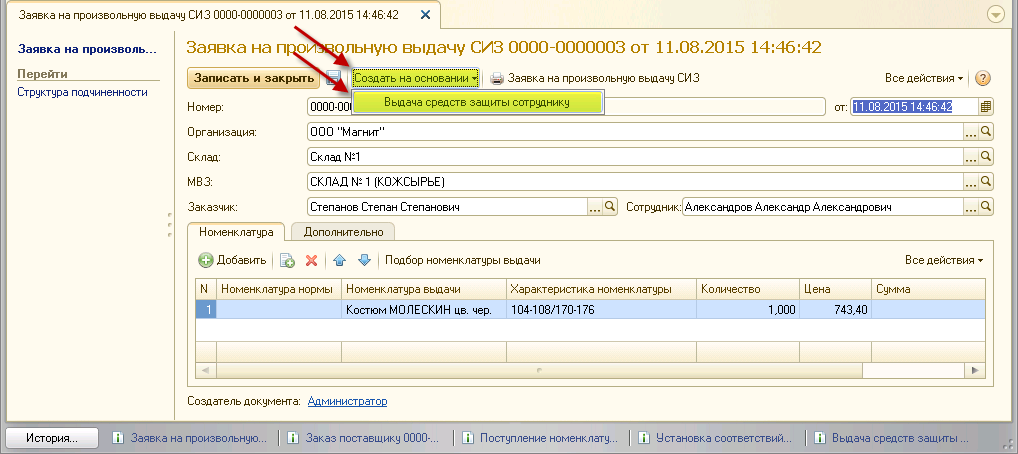 Заявка на произвольную выдачу СИЗ 0000-0000003 от 11.08.2015 14:46:42
Заявка на произволь...
Перейти
Структура подчиненности
Заявка на произвольную выдачу СИЗ 0000-0000003 от 11.08.2015 14:46:42
Записать и закрыть Создать на основании Заявка на произвольную выдачу СИЗ Все действия ?
Выдача средств защиты сотруднику
Номер: 0000-000 от: 11.08.2015 14:46:42
Организация: ООО "Магнит" ...
Склад: Склад №1 ...
МВЗ: СКЛАД № 1 (КОЖСЫРЬЕ) ...
Заказчик: Степанов Степан Степанович ... Сотрудник: Александров Александр Александрович ...
Номенклатура Дополнительно
Добавить Подбор номенклатуры выдачи Все действия
N Номенклатура нормы Номенклатура выдачи Характеристика номенклатуры Количество Цена Сумма
1 Костюм МОЛЕСКИН цв. чер. 104-108/170-176 1,000 743,40
Создатель документа: Администратор
История... Заявка на произвольную... Заказ поставщику 0000-... Поступление номенклату... Установка соответствий... Выдача средств защиты ...